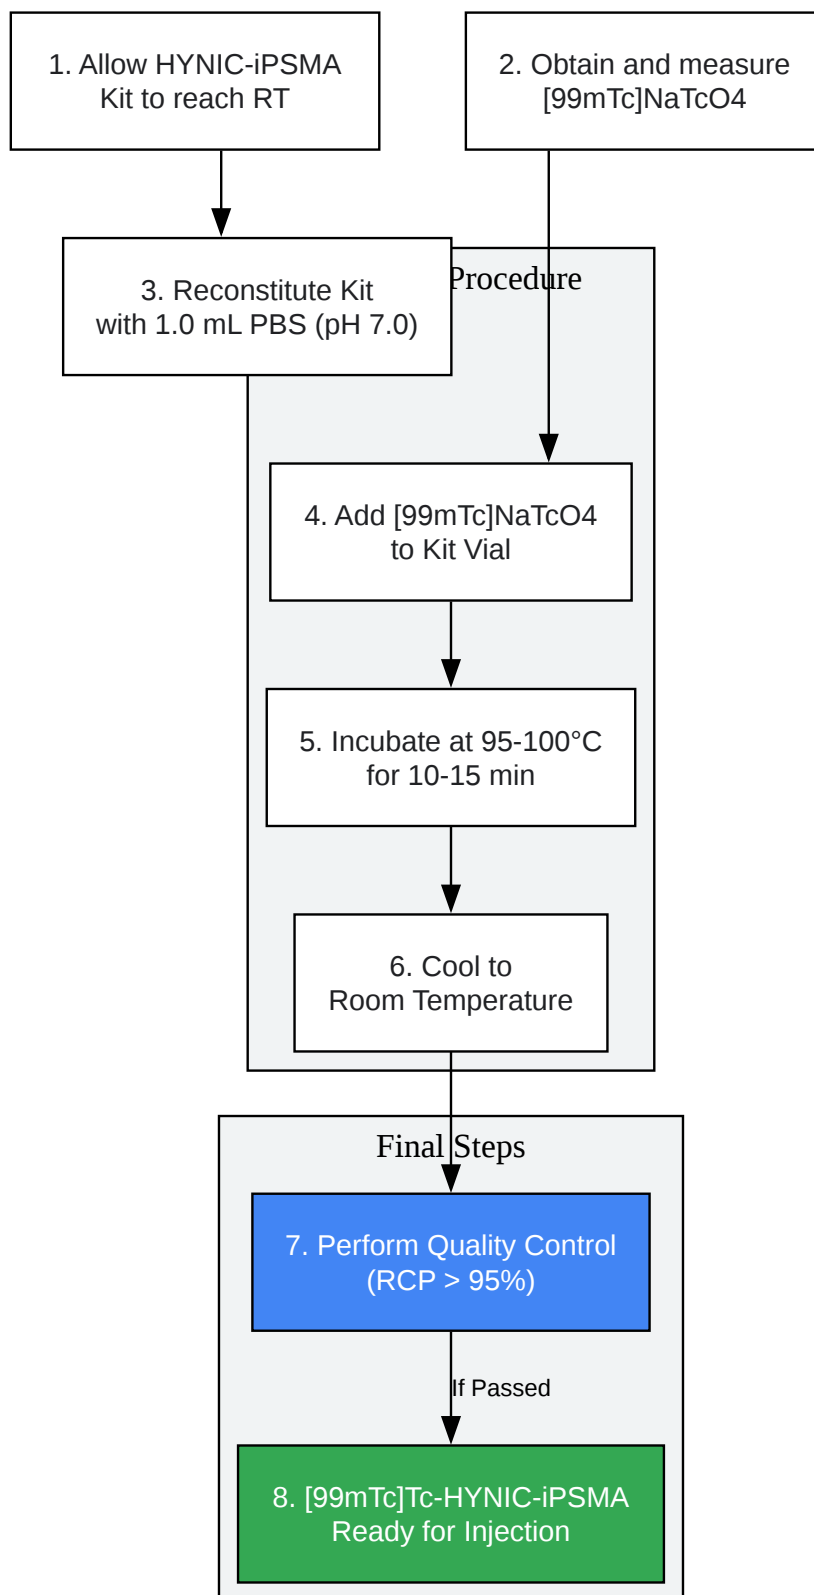 1. Allow HYNIC-iPSMA
Kit to reach RT
2. Obtain and measure
[99mTc]NaTcO4
Procedure
3. Reconstitute Kit
with 1.0 mL PBS (pH 7.0)
4. Add [99mTc]NaTcO4
to Kit Vial
5. Incubate at 95-100°C
for 10-15 min
6. Cool to
Room Temperature
Final Steps
7. Perform Quality Control
(RCP > 95%)
If Passed
8. [99mTc]Tc-HYNIC-iPSMA
Ready for Injection